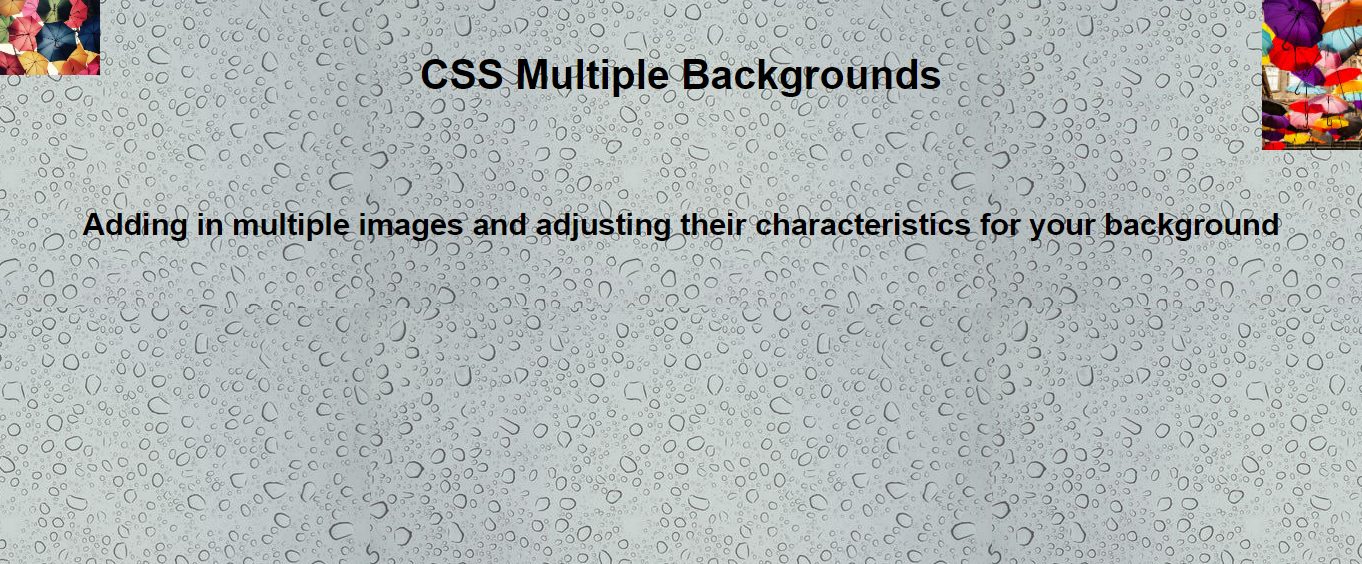 CSS Multiple Backgrounds
Adding in multiple images and adjusting their characteristics for your background